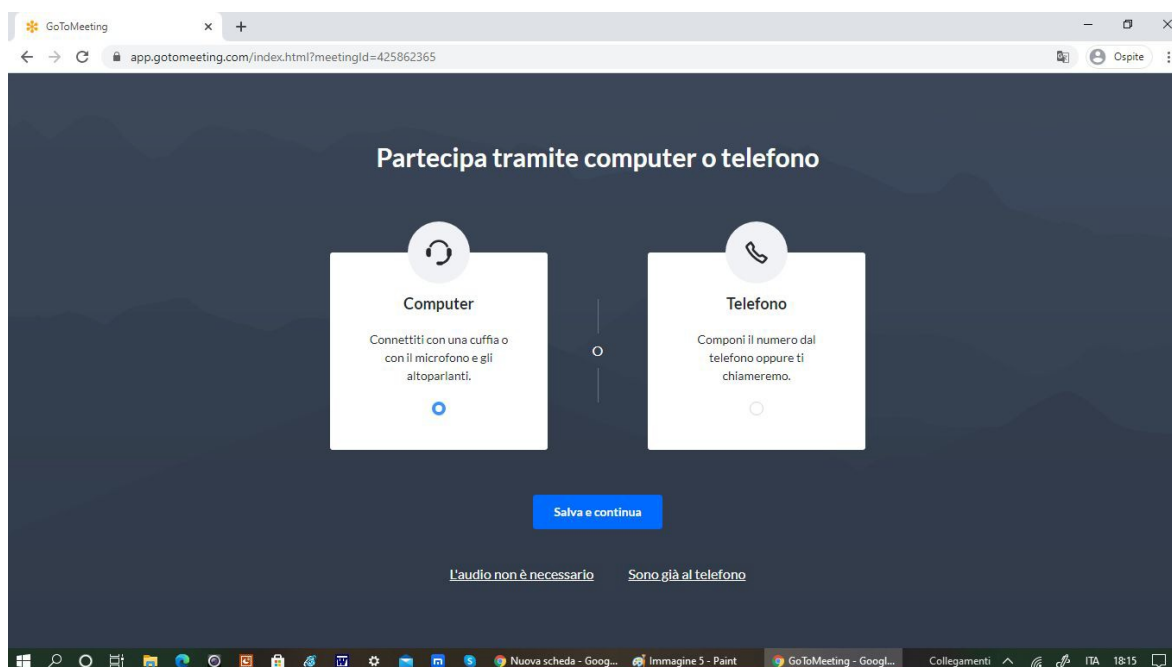 GoToMeeting
app.gotomeeting.com/index.html?meetingId=425862365
Ospite
Partecipa tramite computer o telefono
Computer
Connettiti con una cuffia o
con il microfono e gli
altoparlanti.
O
Telefono
Componi il numero dal
telefono oppure ti
chiameremo.
Salva e continua
L'audio non è necessario
Sono già al telefono
Nuova scheda - Goog...
Immagine 5 - Paint
GoToMeeting - Googl...
Collegamenti
ITA
18:15